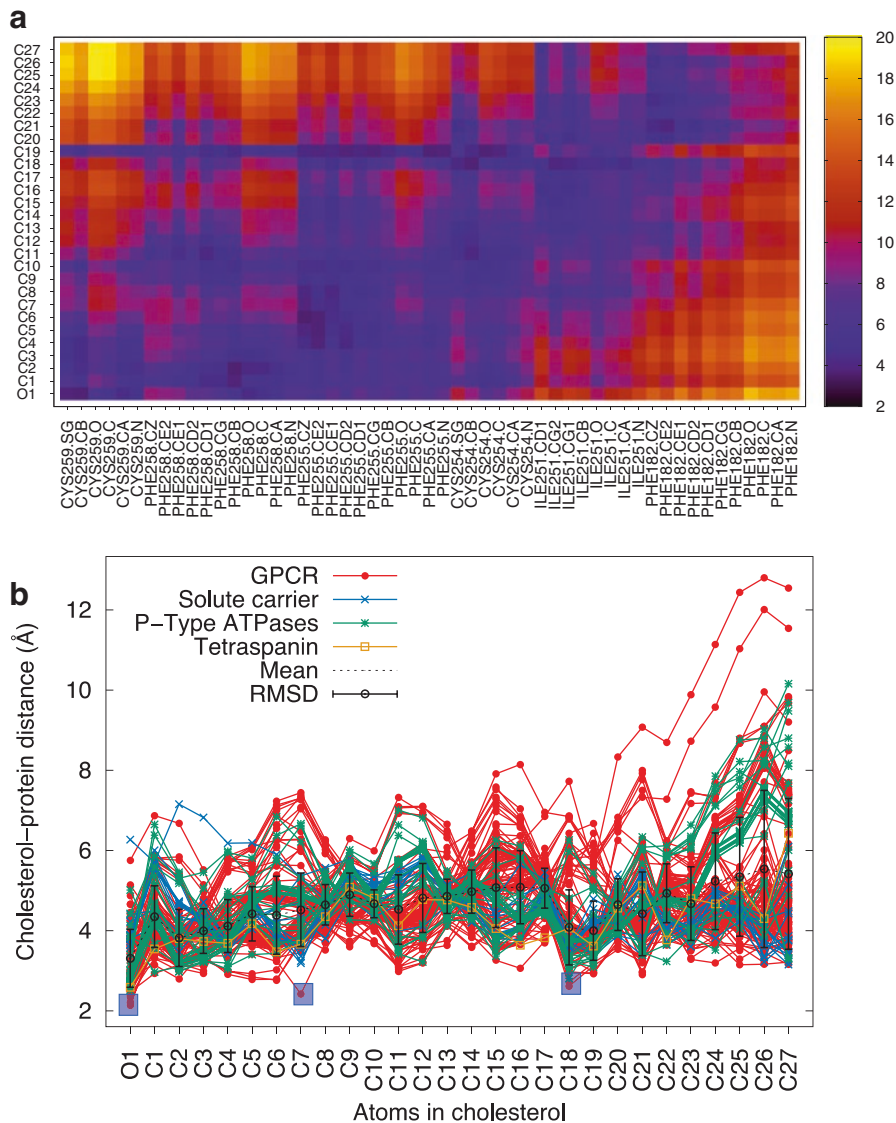 a
C27
C26
C25
C24
C23
C22
C21
C20
C19
C18
C17
C16
C15
C14
C13
C12
C11
C10
C9
C8
C7
C6
C5
C4
C3
C2
C1
O1
20
18
16
14
12
10
8
6
4
2
CYS259.SG
CYS259.CB
CYS259.O
CYS259.C
CYS259.CA
CYS259.N
PHE258.CZ
PHE258.CE2
PHE258.CE1
PHE258.CD2
PHE258.CD1
PHE258.CG
PHE258.CB
PHE258.O
PHE258.C
PHE258.CA
PHE258.N
PHE255.CZ
PHE255.CE2
PHE255.CE1
PHE255.CD2
PHE255.CD1
PHE255.CG
PHE255.CB
PHE255.O
PHE255.C
PHE255.CA
PHE255.N
CYS254.SG
CYS254.CB
CYS254.O
CYS254.C
CYS254.CA
CYS254.N
ILE251.CD1
ILE251.CG2
ILE251.CG1
ILE251.CB
ILE251.O
ILE251.C
ILE251.CA
ILE251.N
PHE182.CZ
PHE182.CE2
PHE182.CE1
PHE182.CD2
PHE182.CD1
PHE182.CG
PHE182.CB
PHE182.O
PHE182.C
PHE182.CA
PHE182.N
b
GPCR
Solute carrier
P–Type ATPases
Tetraspanin
Mean
RMSD
Cholesterol–protein distance (Å)
12
10
8
6
4
2
O1
C1
C2
C3
C4
C5
C6
C7
C8
C9
C10
C11
C12
C13
C14
C15
C16
C17
C18
C19
C20
C21
C22
C23
C24
C25
C26
C27
Atoms in cholesterol